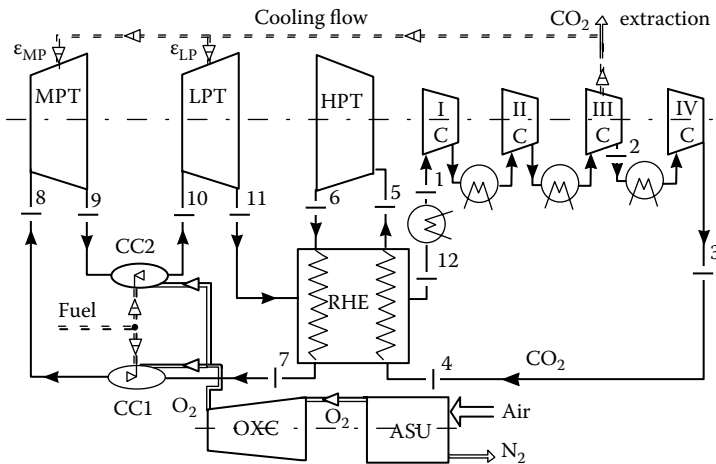 Cooling flow
CO2 extraction
εMP
εLP
MPT
LPT
HPT
I
C
II
C
III
C
IV
C
2
8
9
10
11
6
5
1
3
CC2
12
RHE
Fuel
7
4
CO2
CC1
O2
O2
OXC
ASU
Air
N2